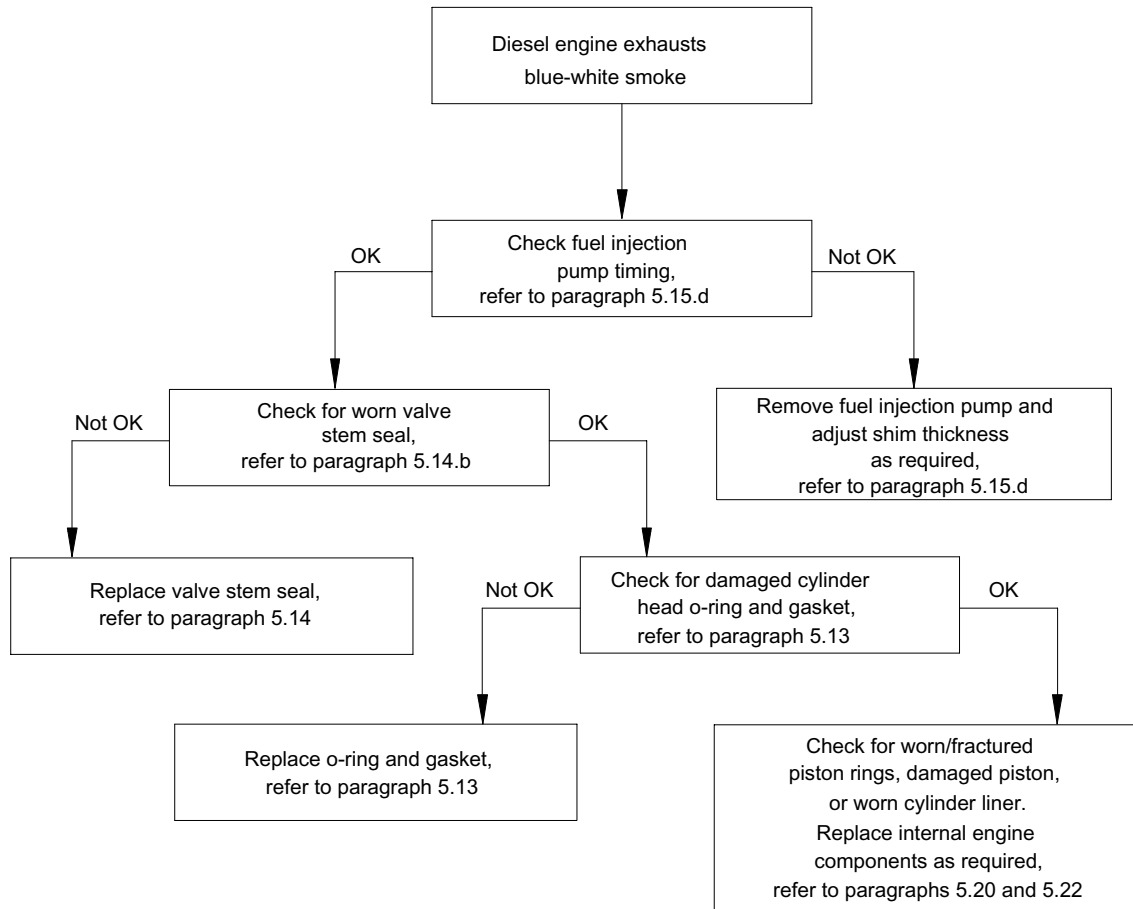 Diesel engine exhausts
blue-white smoke
Check fuel injection
pump timing,
refer to paragraph 5.15.d
OK
Not OK
Check for worn valve
stem seal,
refer to paragraph 5.14.b
Not OK
OK
Remove fuel injection pump and
adjust shim thickness
as required,
refer to paragraph 5.15.d
Replace valve stem seal,
refer to paragraph 5.14
Check for damaged cylinder
head o-ring and gasket,
refer to paragraph 5.13
Not OK
OK
Replace o-ring and gasket,
refer to paragraph 5.13
Check for worn/fractured
piston rings, damaged piston,
or worn cylinder liner.
Replace internal engine
components as required,
refer to paragraphs 5.20 and 5.22